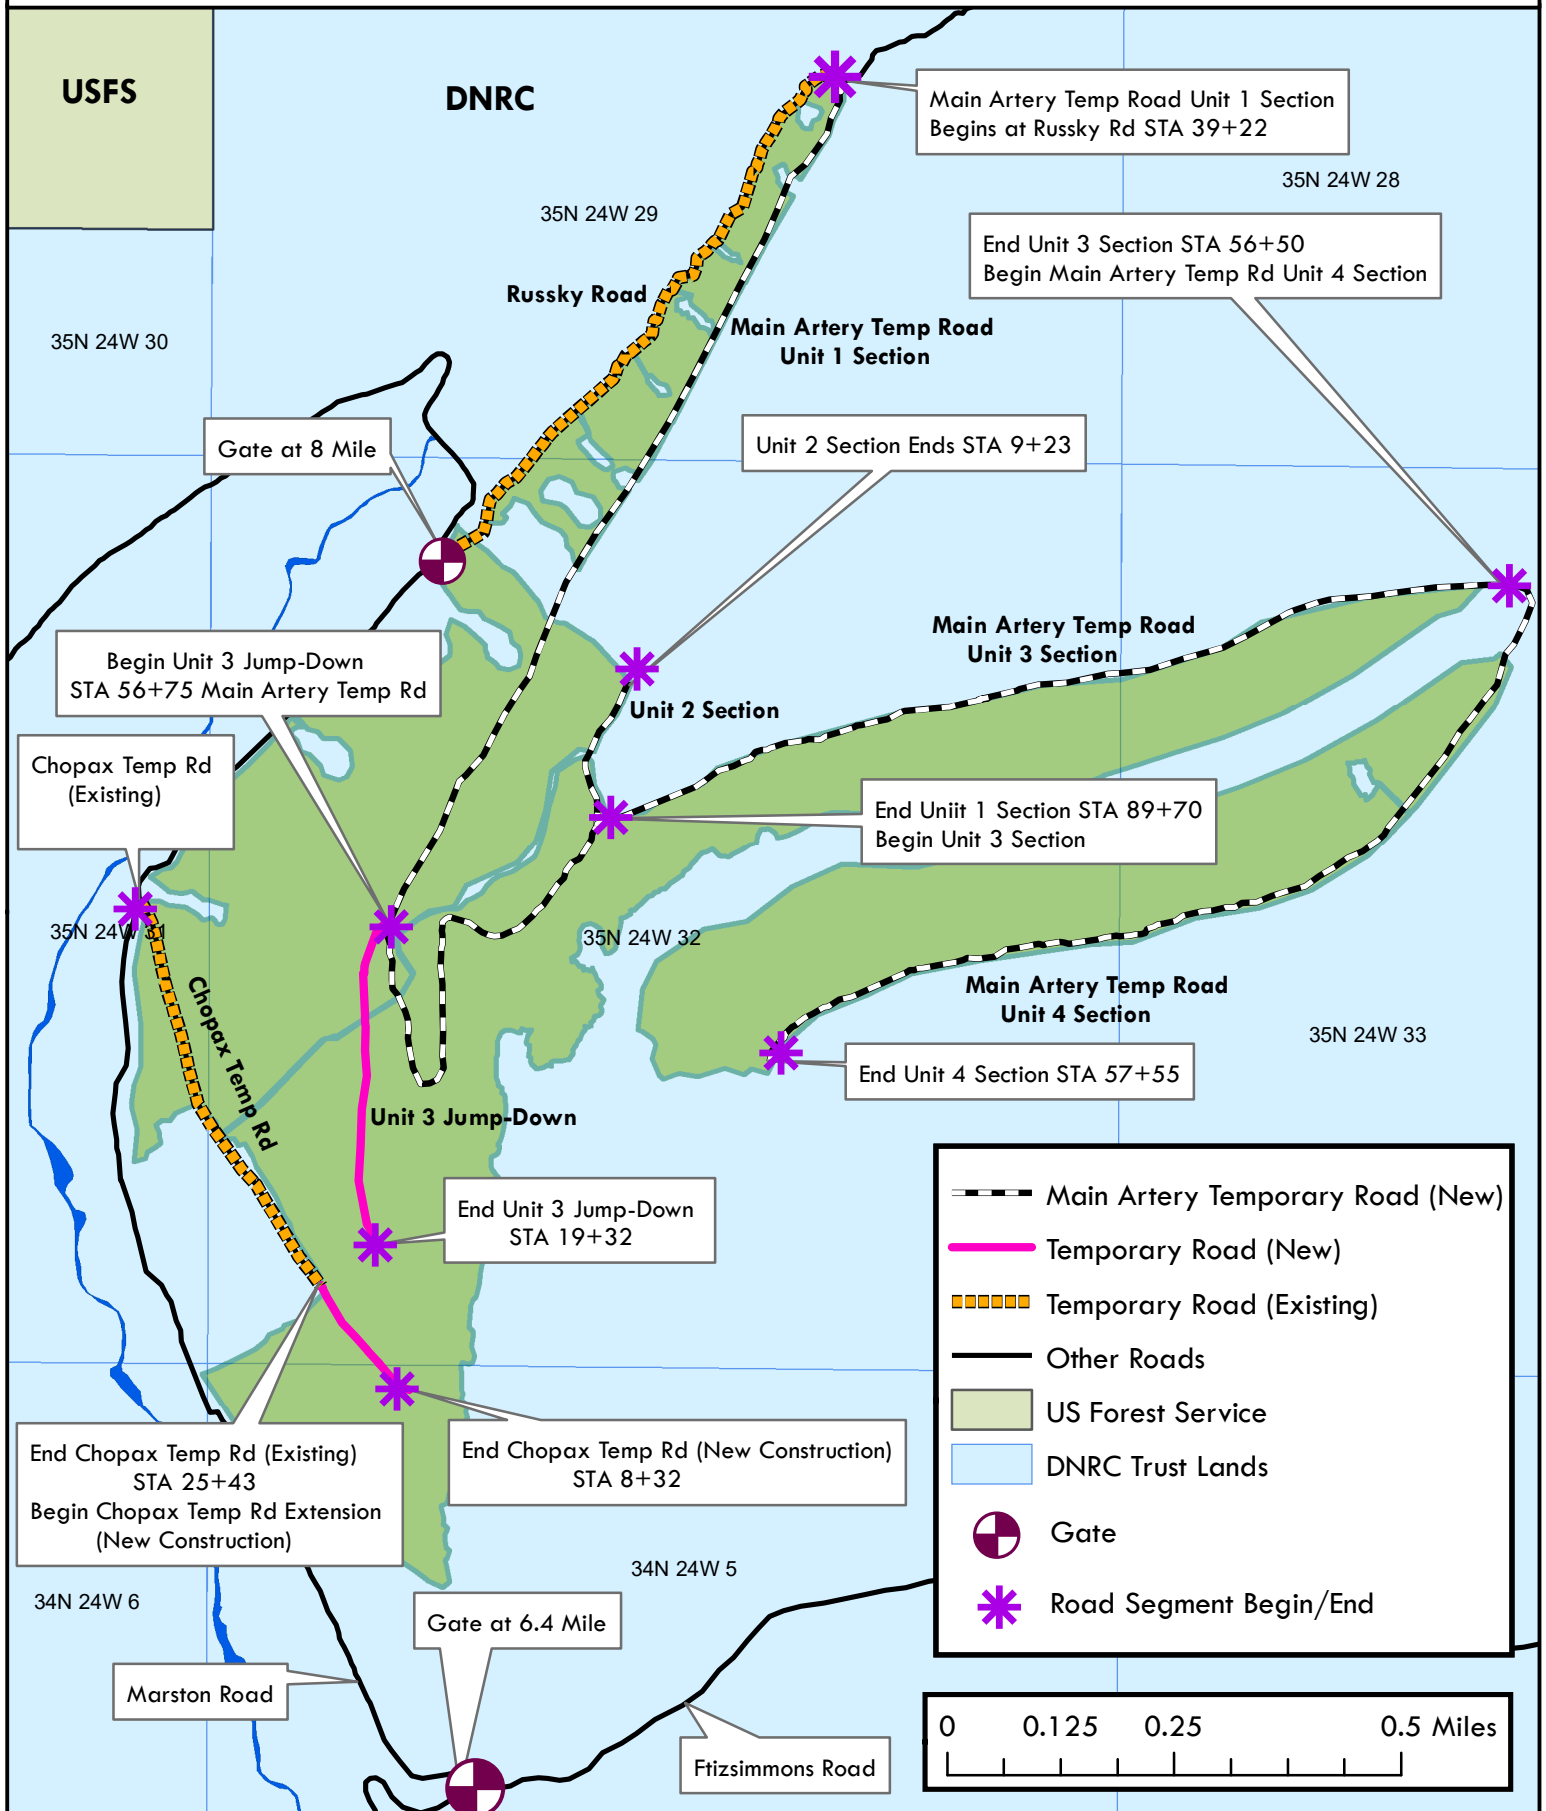 USFS
DNRC
Main Artery Temp Road Unit 1 Section
Begins at Russky Rd STA 39+22
35N 24W 28
35N 24W 29
End Unit 3 Section STA 56+50
Begin Main Artery Temp Rd Unit 4 Section
Russky Road
Main Artery Temp Road
Unit 1 Section
35N 24W 30
Gate at 8 Mile
Unit 2 Section Ends STA 9+23
Main Artery Temp Road
Unit 3 Section
Begin Unit 3 Jump-Down
STA 56+75 Main Artery Temp Rd
Unit 2 Section
Chopax Temp Rd
(Existing)
End Uniit 1 Section STA 89+70
Begin Unit 3 Section
35N 24W 31
35N 24W 32
Chopax Temp Rd
Main Artery Temp Road
Unit 4 Section
35N 24W 33
End Unit 4 Section STA 57+55
Unit 3 Jump-Down
End Unit 3 Jump-Down
STA 19+32
Main Artery Temporary Road (New)
Temporary Road (New)
Temporary Road (Existing)
Other Roads
US Forest Service
DNRC Trust Lands
Gate
Road Segment Begin/End
End Chopax Temp Rd (Existing)
STA 25+43
Begin Chopax Temp Rd Extension
(New Construction)
End Chopax Temp Rd (New Construction)
STA 8+32
34N 24W 5
34N 24W 6
Gate at 6.4 Mile
Marston Road
Ftizsimmons Road
0 0.125 0.25 0.5 Miles